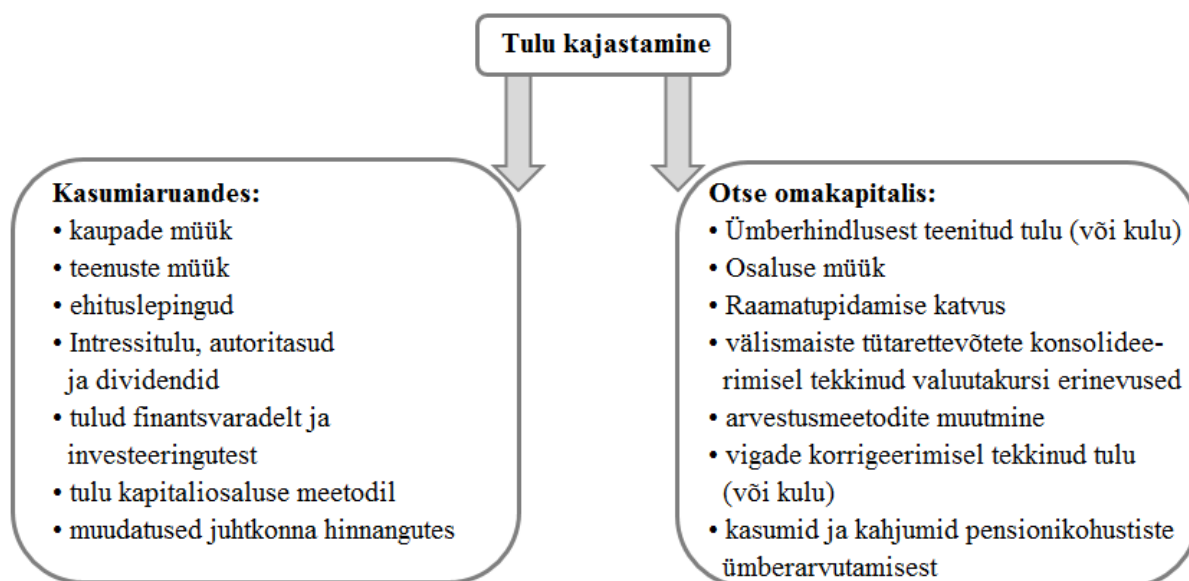 Tulu kajastamine
Kasumiaruandes:
• kaupade müük
• teenuste müük
• ehituslepingud
• Intressitulu, autoritasud
ja dividendid
• tulud finantsvaradelt ja
investeeringutest
• tulu kapitaliosaluse meetodil
• muudatused juhtkonna hinnangutes
Otse omakapitalis:
• Ümberhindlusest teenitud tulu (või kulu)
• Osaluse müük
• Raamatupidamise katvus
• välismaiste tütarettevõtete konsolidee-
rimisel tekkinud valuutakursi erinevused
• arvestusmeetodite muutmine
• vigade korrigeerimisel tekkinud tulu
(või kulu)
• kasumid ja kahjumid pensionikohustiste
ümberarvutamisest